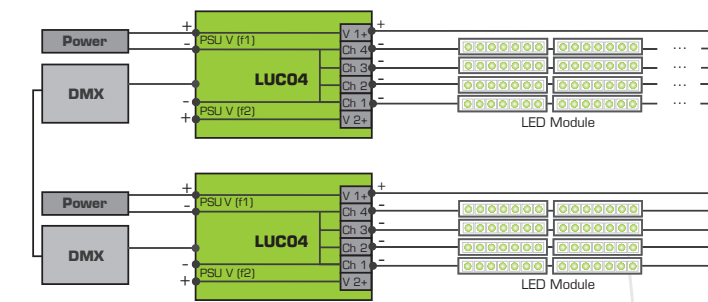 +
V 1+
+
Power
PSU V (f1)
-
Ch 4
-
...
Ch 3
-
...
DMX
LUC04
Ch 2
-
...
-
Ch 1
-
...
PSU V (f2)
+
V 2+
LED Module
+
V 1+
+
Power
PSU V (f1)
-
Ch 4
-
Ch 3
-
DMX
LUC04
Ch 2
-
-
Ch 1
-
PSU V (f2)
+
V 2+
LED Module